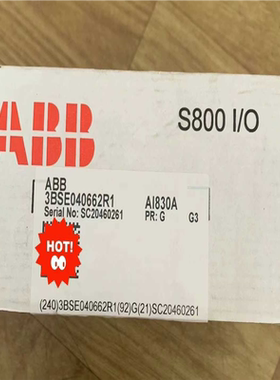 ABB
S800 I/O
ABB
3BSE040662R1 AI830A
Serial No: SC20460261 PR: G G3
HOT!
(240)3BSE040662R1(92)G(21)SC20460261